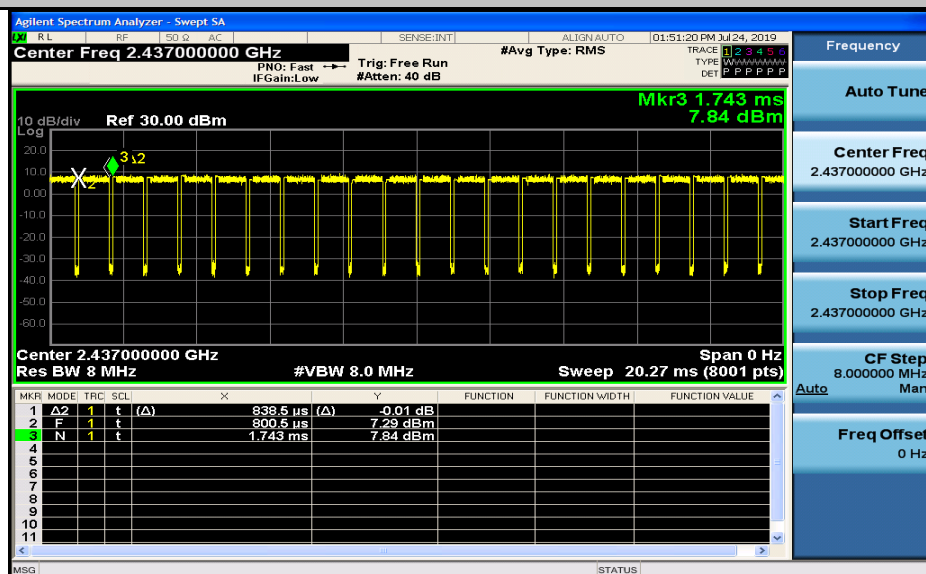 Agilent Spectrum Analyzer - Swept SA
LXI RL RF 50 Ω AC SENSE:INT ALIGN AUTO 01:51:20 PM Jul 24, 2019
Center Freq 2.437000000 GHz
PNO: Fast
IFGain:Low
Trig: Free Run
#Atten: 40 dB
#Avg Type: RMS
TRACE 1 2 3 4 5 6
TYPE WWWWWW
DET P P P P P P
Mkr3 1.743 ms
7.84 dBm
10 dB/div Ref 30.00 dBm
Log
20.0
10.0
0.00
-10.0
-20.0
-30.0
-40.0
-50.0
-60.0
2
3Δ2
Center 2.437000000 GHz Span 0 Hz
Res BW 8 MHz #VBW 8.0 MHz Sweep 20.27 ms (8001 pts)
MKR MODE TRC SCL X Y FUNCTION FUNCTION WIDTH FUNCTION VALUE
1 Δ2 1 t (Δ) 838.5 µs (Δ) -0.01 dB
2 F 1 t 800.5 µs 7.29 dBm
3 N 1 t 1.743 ms 7.84 dBm
4
5
6
7
8
9
10
11
MSG STATUS
Frequency
Auto Tune
Center Freq
2.437000000 GHz
Start Freq
2.437000000 GHz
Stop Freq
2.437000000 GHz
CF Step
8.000000 MHz
Auto Man
Freq Offset
0 Hz